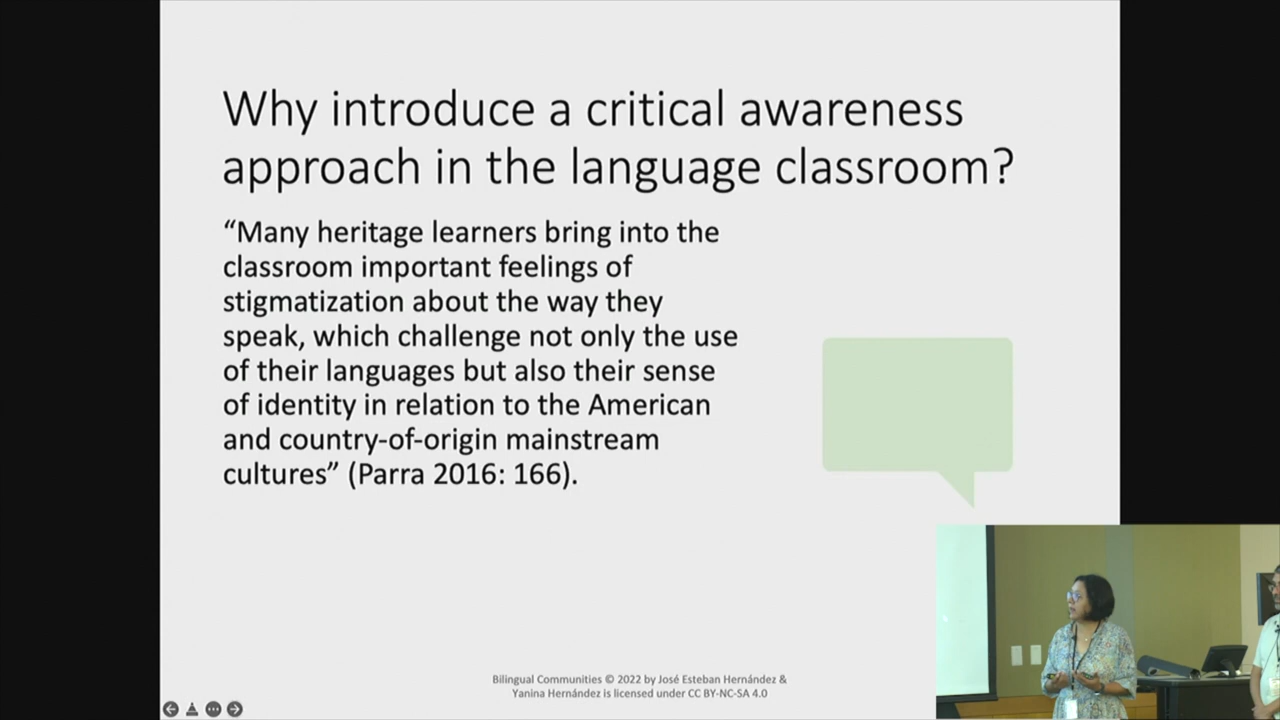 Why introduce a critical awareness
approach in the language classroom?
“Many heritage learners bring into the
classroom important feelings of
stigmatization about the way they
speak, which challenge not only the use
of their languages but also their sense
of identity in relation to the American
and country-of-origin mainstream
cultures” (Parra 2016: 166).
Bilingual Communities © 2022 by José Esteban Hernández &
Yanina Hernández is licensed under CC BY-NC-SA 4.0